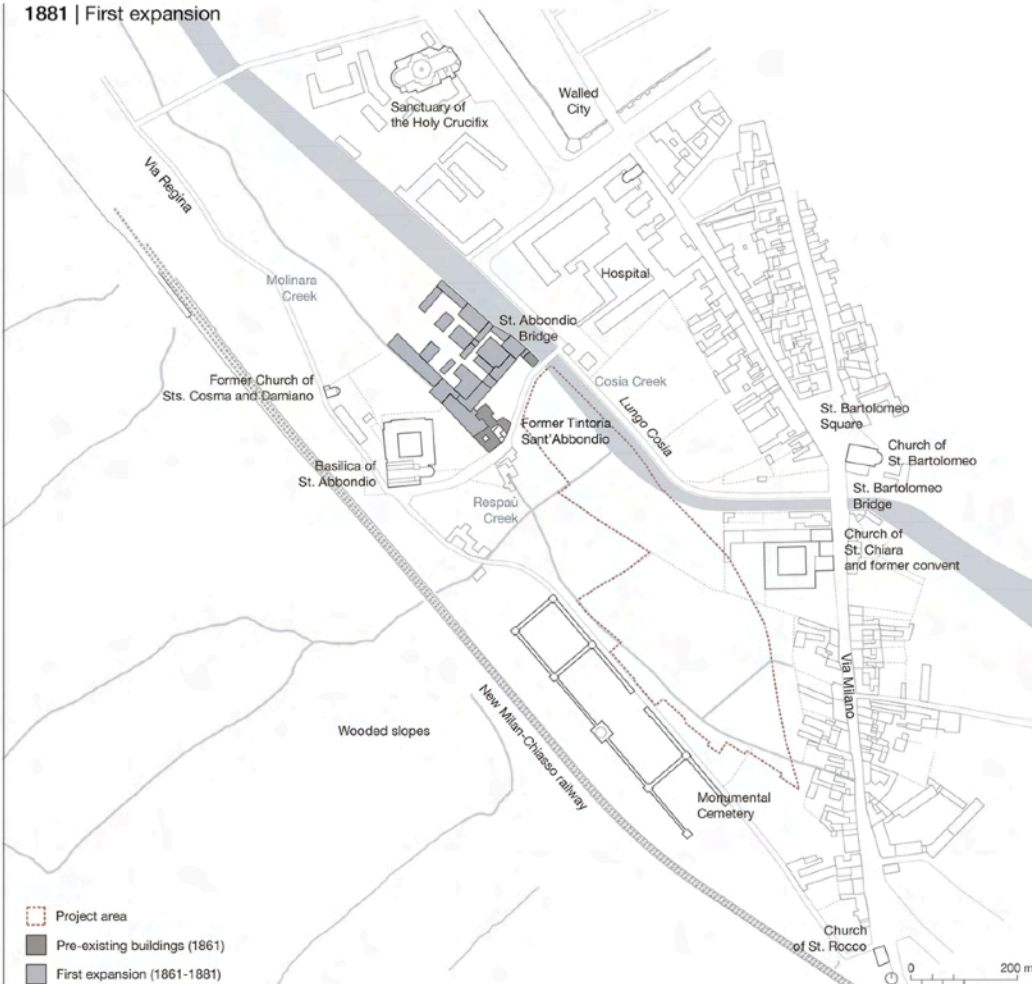 1881 | First expansion
Sanctuary of
the Holy Crucifix
Walled
City
Via Regina
Molinara
Creek
Hospital
St. Abbondio
Bridge
Former Church of
Sts. Cosma and Damiano
Cosia Creek
Lungo Cosia
Former Tintoria
Sant'Abbondio
St. Bartolomeo
Square
Church of
St. Bartolomeo
Basilica of
St. Abbondio
St. Bartolomeo
Bridge
Respaù
Creek
Church of
St. Chiara
and former convent
Via Milano
New Milan-Chiasso railway
Wooded slopes
Monumental
Cemetery
Church
of St. Rocco
Project area
Pre-existing buildings (1861)
First expansion (1861-1881)
0 200 m